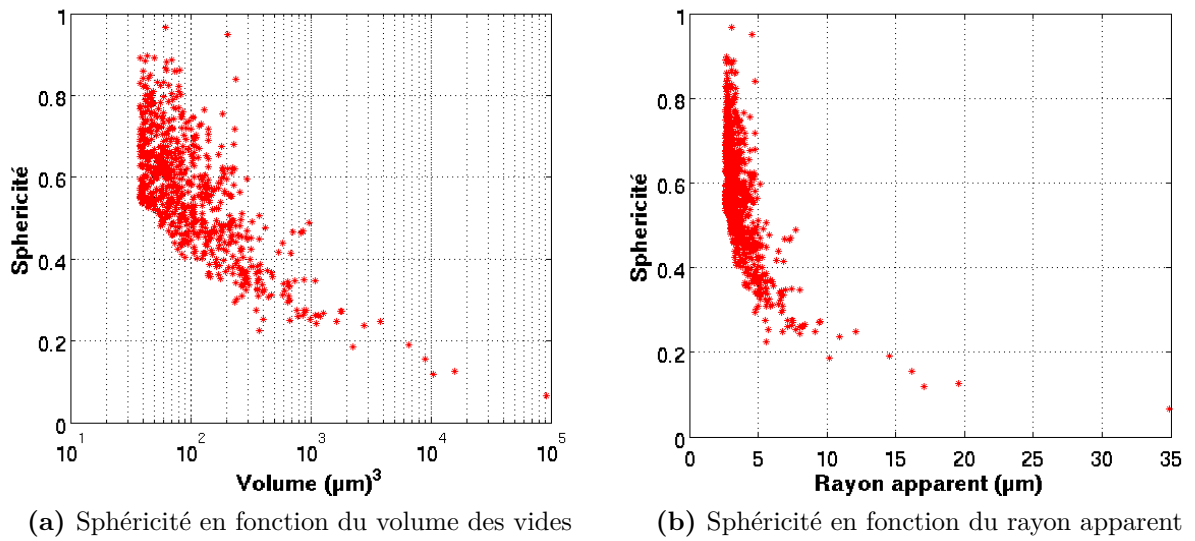 1
0.8
0.6
0.4
0.2
0
Sphericité
10^1 10^2 10^3 10^4 10^5
Volume (µm)^3
(a) Sphéricité en fonction du volume des vides
1
0.8
0.6
0.4
0.2
0
Sphericité
0 5 10 15 20 25 30 35
Rayon apparent (µm)
(b) Sphéricité en fonction du rayon apparent